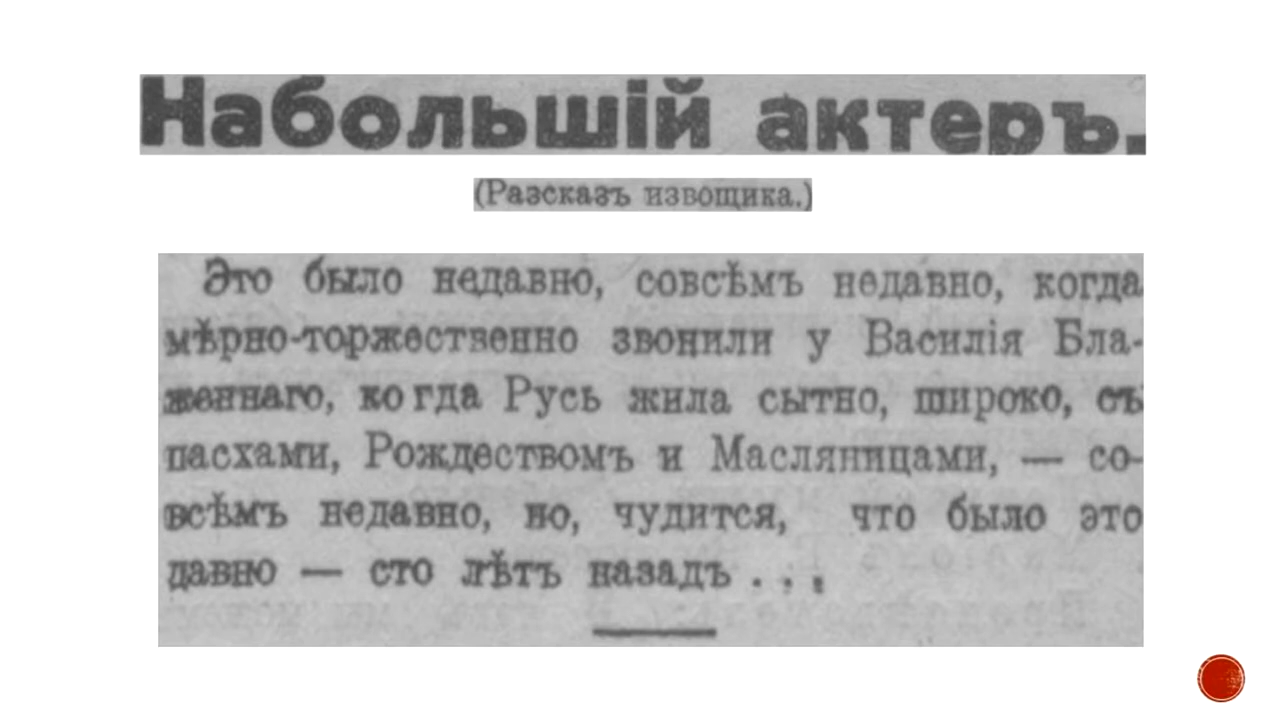 Набольшій актеръ.
(Разсказъ извощика.)
Это было недавно, совсѣмъ недавно, когда
мѣрно-торжественно звонили у Василія Бла-
женнаго, когда Русь жила сытно, широко, съ
пасхами, Рождествомъ и Масляницами, — со-
всѣмъ недавно, но, чудится, что было это
давно — сто лѣтъ назадъ...